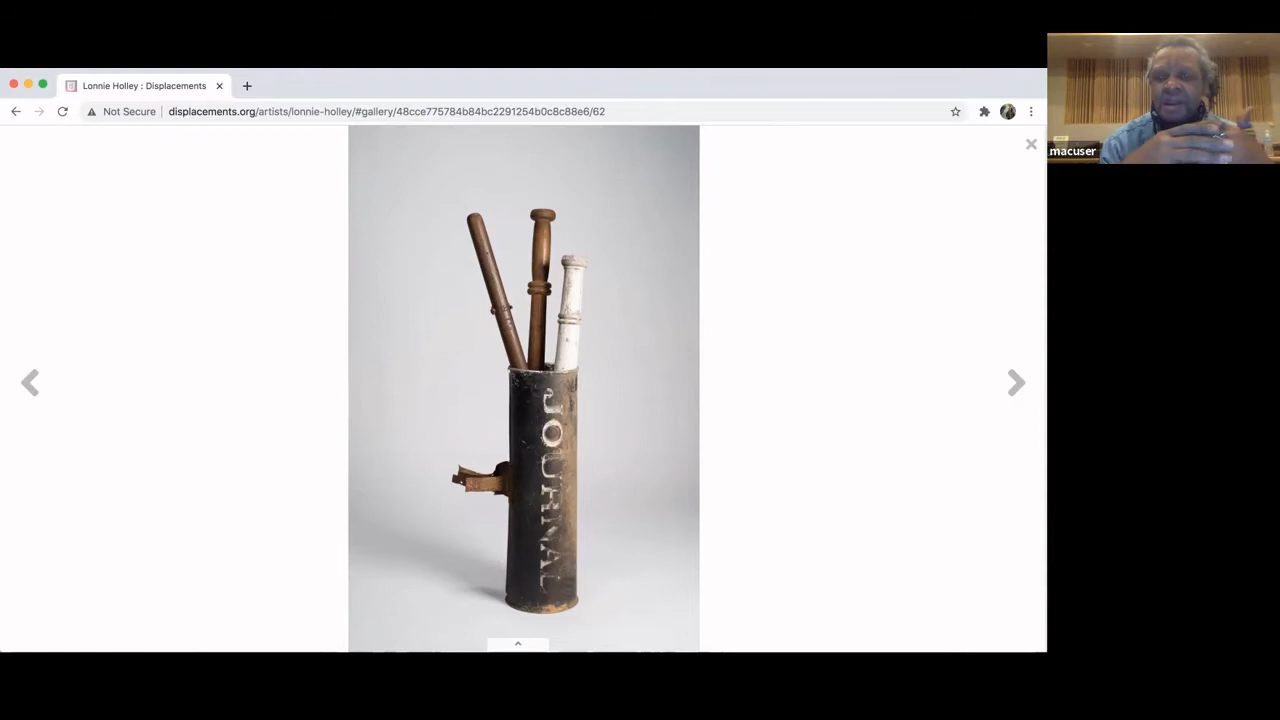 Lonnie Holley : Displacements
Not Secure
displacements.org/artists/lonnie-holley/#gallery/48cce775784b84bc2291254b0c8c88e6/62
macuser
JOURNAL